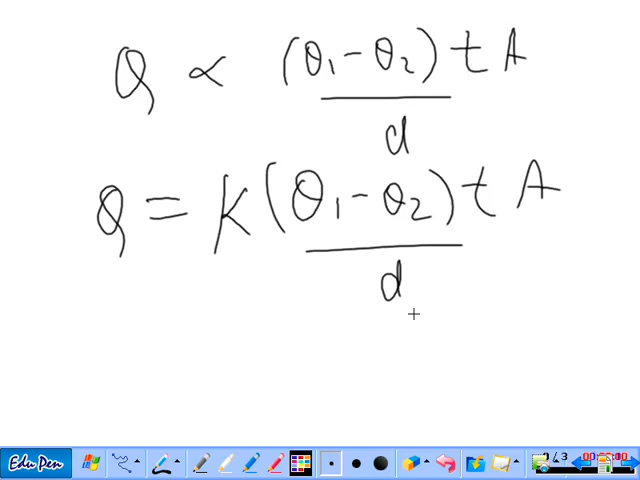 Q ∝ (θ₁ − θ₂) t A
d
Q = K (θ₁ − θ₂) t A
d
Edu Pen